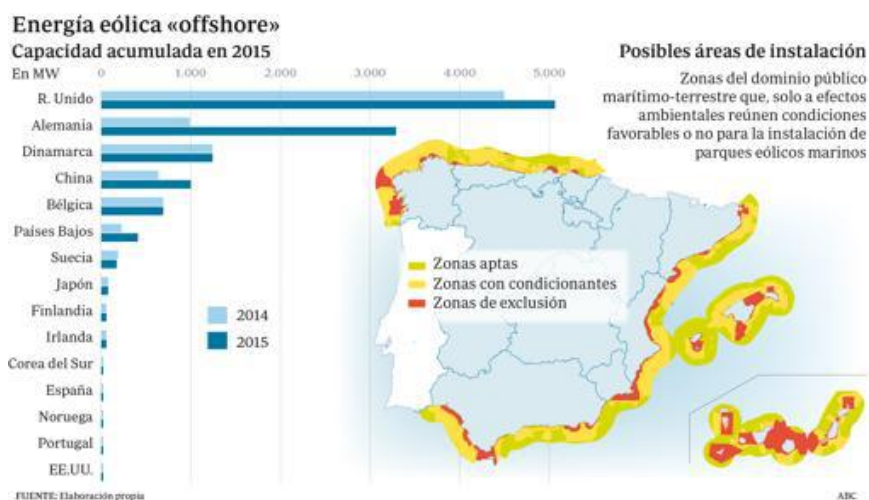 Energía eólica «offshore»
Capacidad acumulada en 2015
En MW
0 1.000 2.000 3.000 4.000 5.000
R. Unido
Alemania
Dinamarca
China
Bélgica
Países Bajos
Suecia
Japón
Finlandia
Irlanda
Corea del Sur
España
Noruega
Portugal
EE.UU.
2014
2015
Posibles áreas de instalación
Zonas del dominio público
marítimo-terrestre que, solo a efectos
ambientales reúnen condiciones
favorables o no para la instalación de
parques eólicos marinos
Zonas aptas
Zonas con condicionantes
Zonas de exclusión
FUENTE: Elaboración propia
ABC